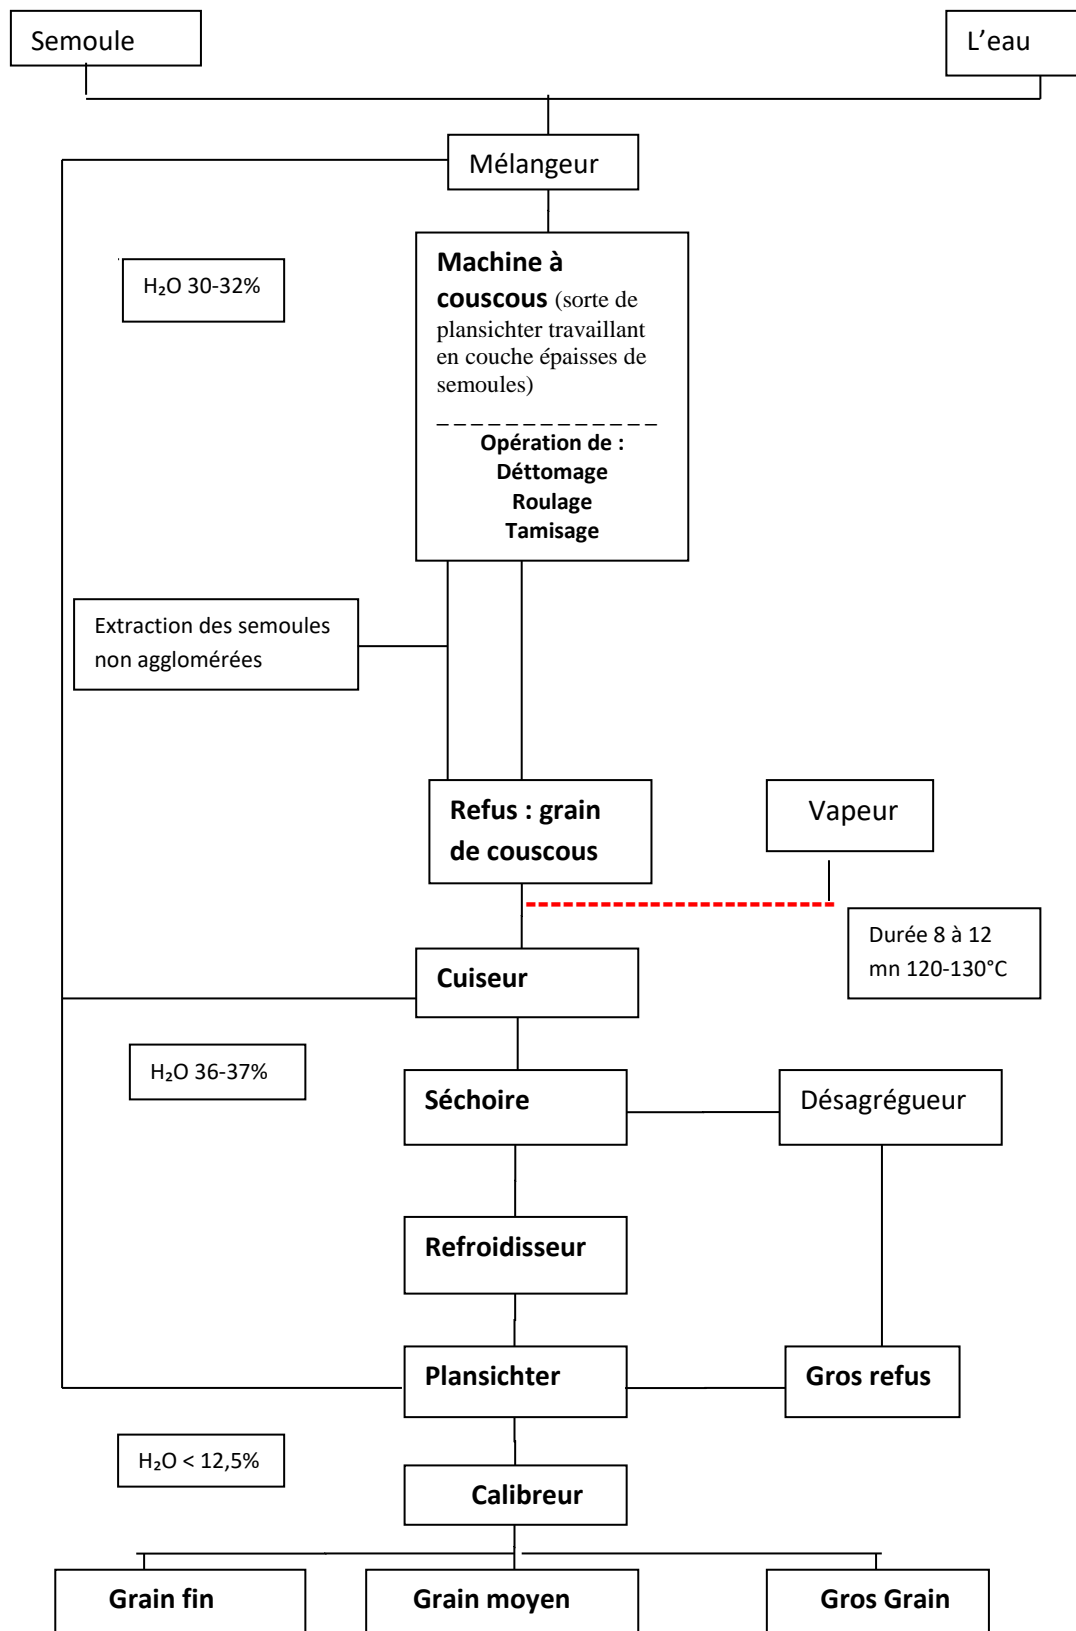 Semoule
L’eau
Mélangeur
Machine à
couscous (sorte de
plansichter travaillant
en couche épaisses de
semoules)
_ _ _ _ _ _ _ _ _ _ _ _ _
Opération de :
Déttomage
Roulage
Tamisage
H₂O 30-32%
Extraction des semoules
non agglomérées
Refus : grain
de couscous
Vapeur
Durée 8 à 12
mn 120-130°C
Cuiseur
H₂O 36-37%
Séchoire
Désagrégueur
Refroidisseur
Plansichter
Gros refus
H₂O < 12,5%
Calibreur
Grain fin
Grain moyen
Gros Grain